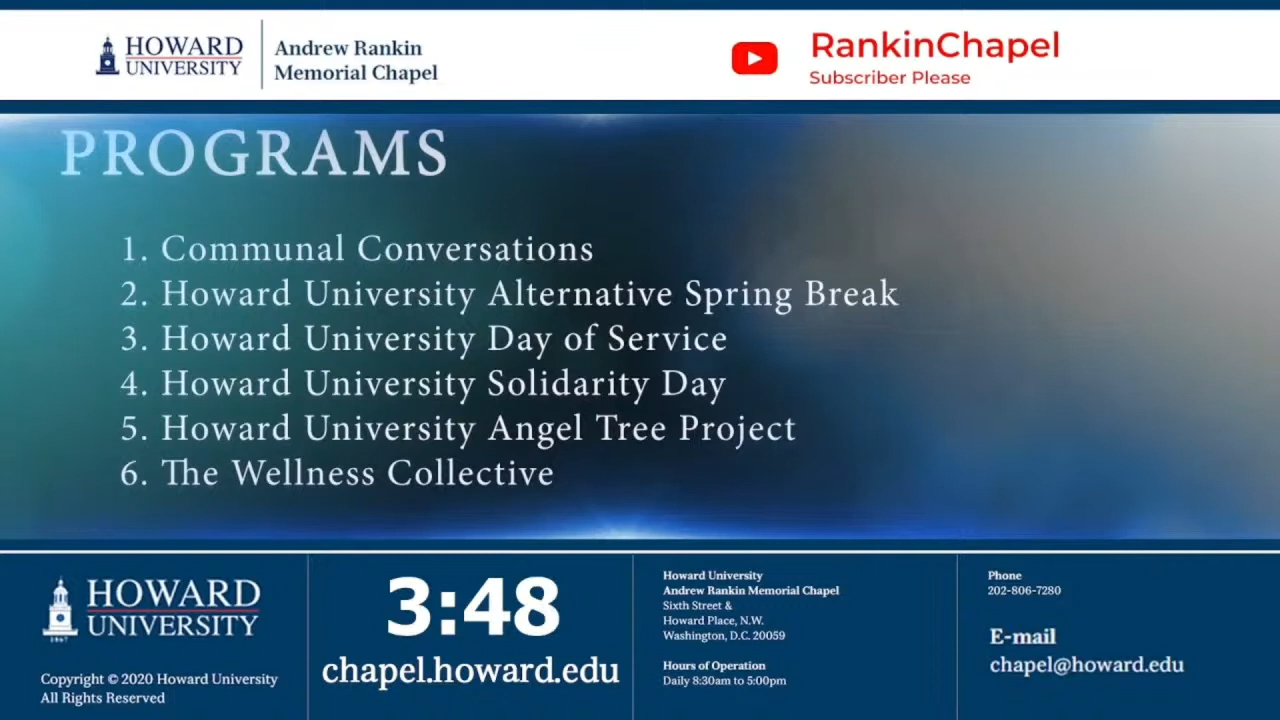 HOWARD
UNIVERSITY
Andrew Rankin
Memorial Chapel
RankinChapel
Subscriber Please
PROGRAMS
1. Communal Conversations
2. Howard University Alternative Spring Break
3. Howard University Day of Service
4. Howard University Solidarity Day
5. Howard University Angel Tree Project
6. The Wellness Collective
HOWARD
UNIVERSITY
1867
Copyright © 2020 Howard University
All Rights Reserved
3:48
chapel.howard.edu
Howard University
Andrew Rankin Memorial Chapel
Sixth Street &
Howard Place, N.W.
Washington, D.C. 20059
Hours of Operation
Daily 8:30am to 5:00pm
Phone
202-806-7280
E-mail
chapel@howard.edu